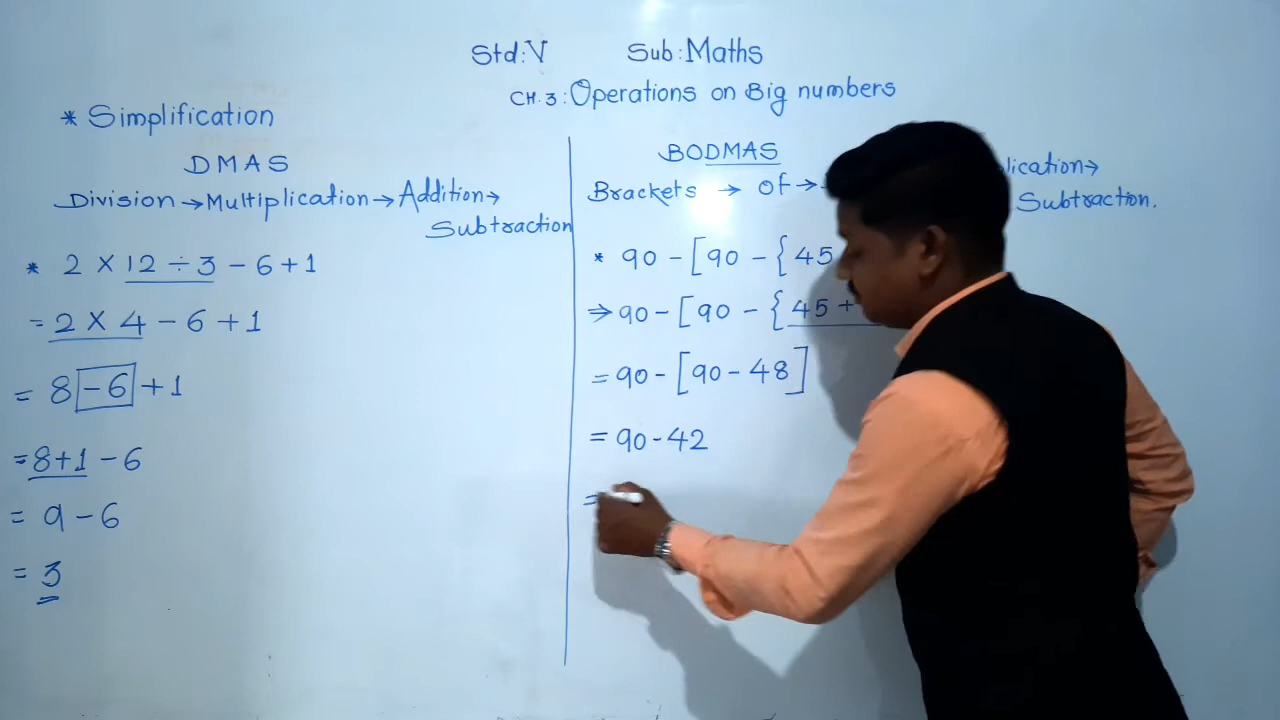 Std: V Sub: Maths
CH. 3: Operations on Big numbers
* Simplification
DMAS
Division → Multiplication → Addition →
Subtraction
* 2 × 12 ÷ 3 - 6 + 1
= 2 × 4 - 6 + 1
= 8 - 6 + 1
= 8 + 1 - 6
= 9 - 6
= 3
BODMAS
Brackets → Of →
Subtraction.
* 90 - [90 - { 45
⇒ 90 - [90 - { 45 +
= 90 - [90 - 48]
= 90 - 42
=